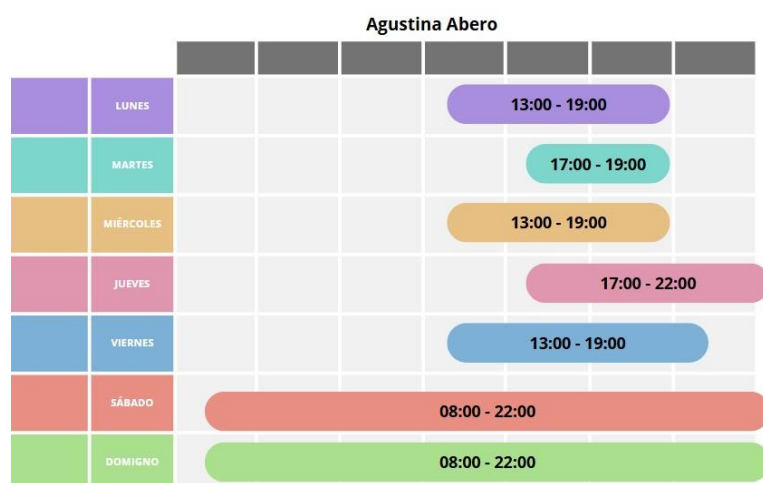 Agustina Abero
LUNES
13:00 - 19:00
MARTES
17:00 - 19:00
MIÉRCOLES
13:00 - 19:00
JUEVES
17:00 - 22:00
VIERNES
13:00 - 19:00
SÁBADO
08:00 - 22:00
DOMIGNO
08:00 - 22:00